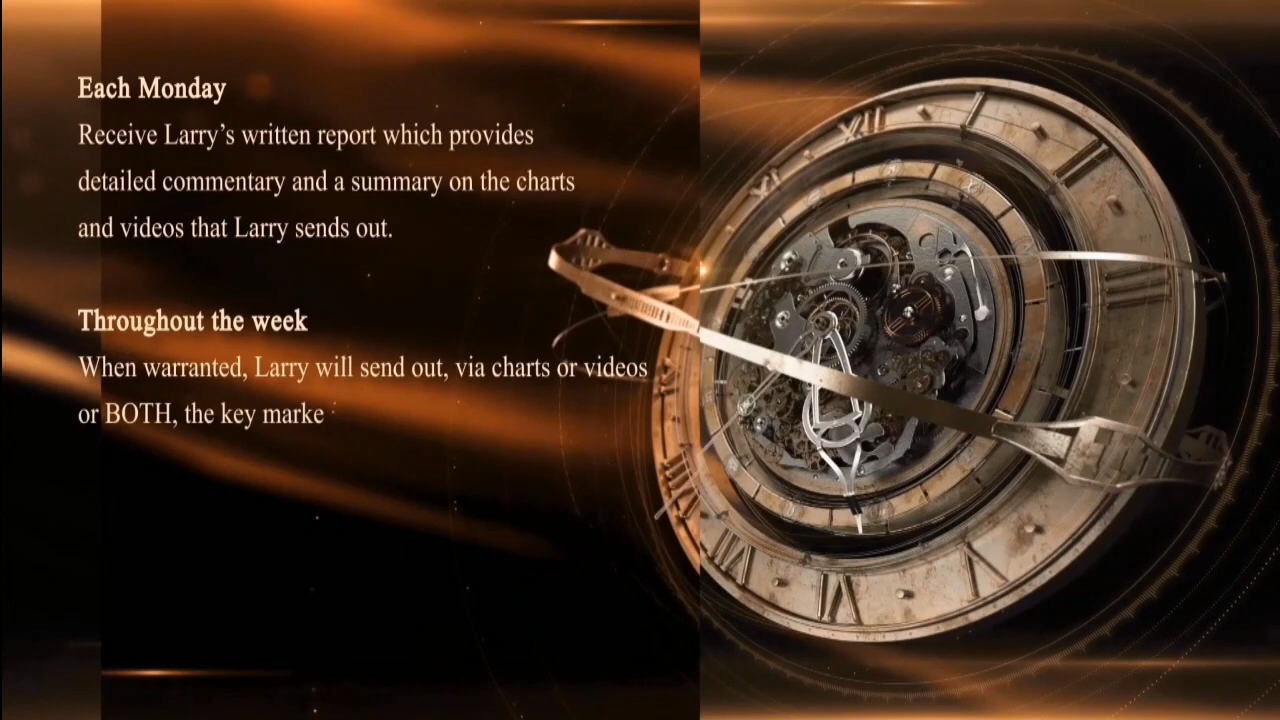 Each Monday
Receive Larry’s written report which provides
detailed commentary and a summary on the charts
and videos that Larry sends out.
Throughout the week
When warranted, Larry will send out, via charts or videos
or BOTH, the key marke